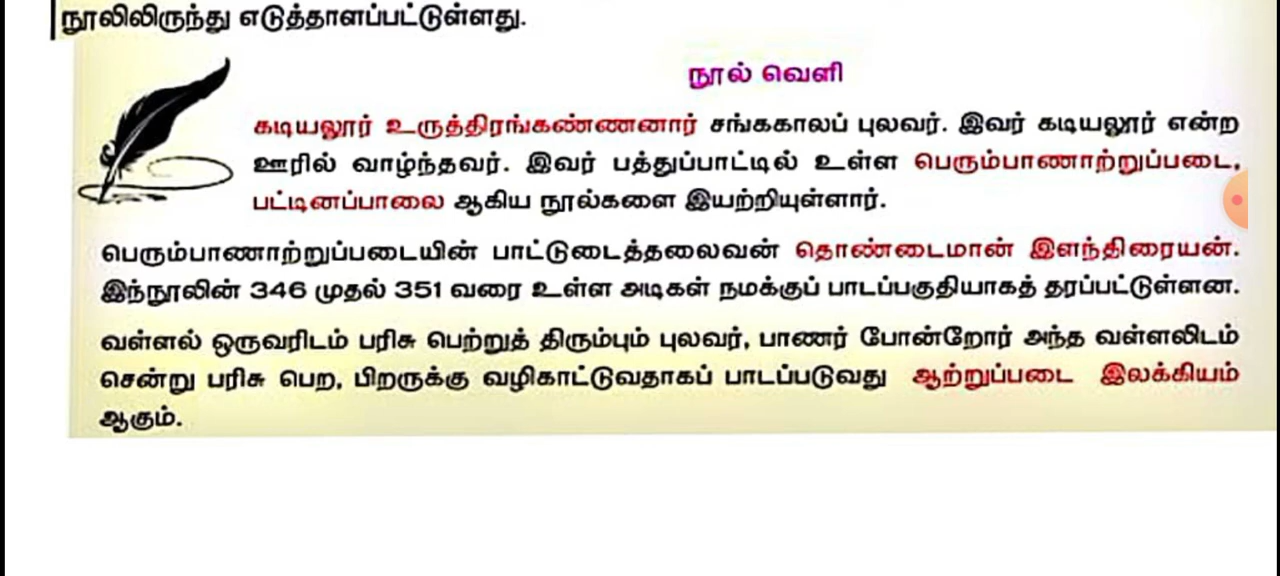 நூலிலிருந்து எடுத்தாளப்பட்டுள்ளது.
நூல் வெளி
கடியலூர் உருத்திரங்கண்ணனார் சங்ககாலப் புலவர். இவர் கடியலூர் என்ற
ஊரில் வாழ்ந்தவர். இவர் பத்துப்பாட்டில் உள்ள பெரும்பாணாற்றுப்படை,
பட்டினப்பாலை ஆகிய நூல்களை இயற்றியுள்ளார்.
பெரும்பாணாற்றுப்படையின் பாட்டுடைத்தலைவன் தொண்டைமான் இளந்திரையன்.
இந்நூலின் 346 முதல் 351 வரை உள்ள அடிகள் நமக்குப் பாடப்பகுதியாகத் தரப்பட்டுள்ளன.
வள்ளல் ஒருவரிடம் பரிசு பெற்றுத் திரும்பும் புலவர், பாணர் போன்றோர் அந்த வள்ளலிடம்
சென்று பரிசு பெற, பிறருக்கு வழிகாட்டுவதாகப் பாடப்படுவது ஆற்றுப்படை இலக்கியம்
ஆகும்.